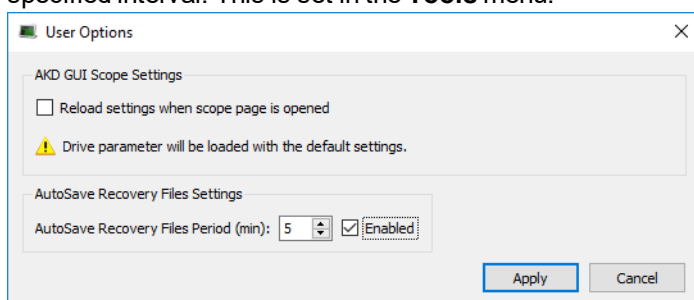 specified interval. This is set in the Tools menu.
User Options
AKD GUI Scope Settings
Reload settings when scope page is opened
Drive parameter will be loaded with the default settings.
AutoSave Recovery Files Settings
AutoSave Recovery Files Period (min): 5 Enabled
Apply Cancel